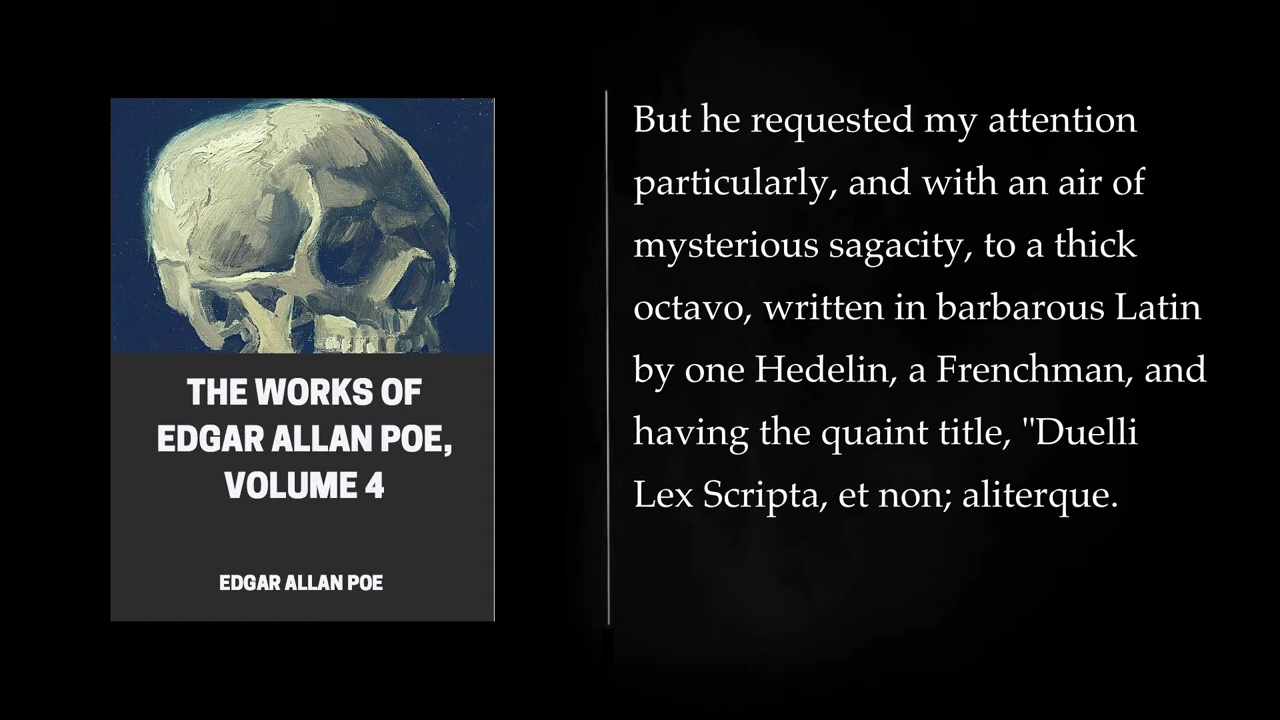 THE WORKS OF
EDGAR ALLAN POE,
VOLUME 4
EDGAR ALLAN POE
But he requested my attention
particularly, and with an air of
mysterious sagacity, to a thick
octavo, written in barbarous Latin
by one Hedelin, a Frenchman, and
having the quaint title, "Duelli
Lex Scripta, et non; aliterque.